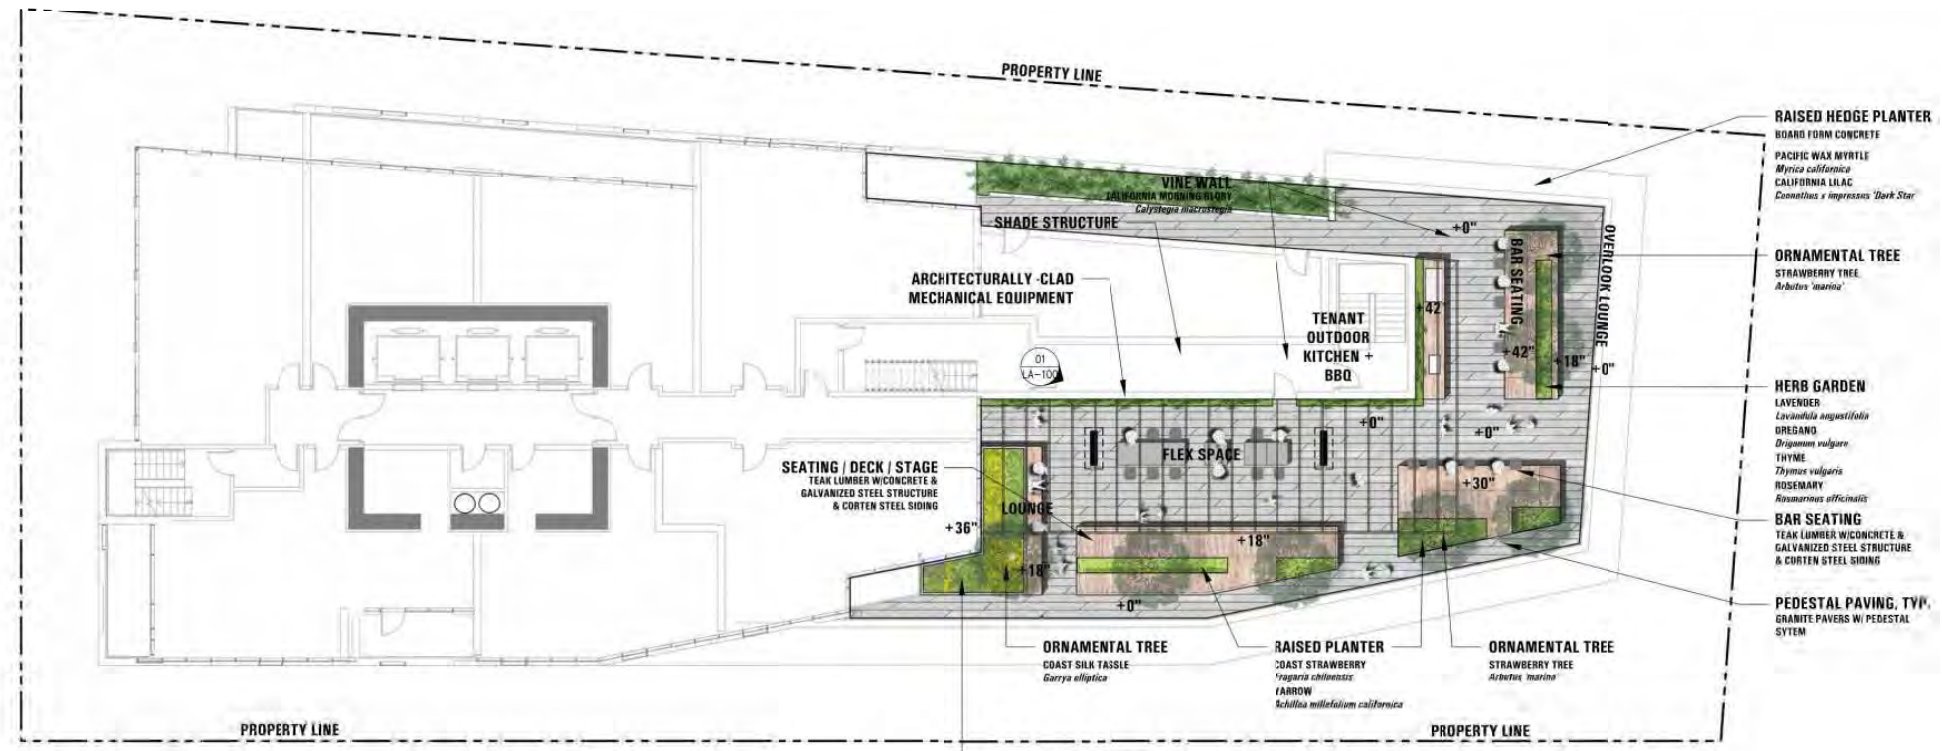 PROPERTY LINE
RAISED HEDGE PLANTER
BOARD FORM CONCRETE
PACIFIC WAX MYRTLE
Myrica californica
CALIFORNIA LILAC
Ceonothus x impressus 'Dark Star'
VINE WALL
CALIFORNIA MORNING GLORY
Calystegia macrostegia
SHADE STRUCTURE
+0"
BAR SEATING
OVERLOOK LOUNGE
ORNAMENTAL TREE
STRAWBERRY TREE
Arbutus 'marina'
ARCHITECTURALLY -CLAD
MECHANICAL EQUIPMENT
TENANT
OUTDOOR
KITCHEN +
BBQ
+42"
+42"
+18"
+0"
01
LA-100
HERB GARDEN
LAVENDER
Lavandula angustifolia
OREGANO
Origanum vulgare
THYME
Thymus vulgaris
ROSEMARY
Rosmarinus officinalis
+0"
+0"
FLEX SPACE
SEATING / DECK / STAGE
TEAK LUMBER W/CONCRETE &
GALVANIZED STEEL STRUCTURE
& CORTEN STEEL SIDING
+30"
LOUNGE
+36"
+18"
+18"
+0"
BAR SEATING
TEAK LUMBER W/CONCRETE &
GALVANIZED STEEL STRUCTURE
& CORTEN STEEL SIDING
PEDESTAL PAVING, TYP.
GRANITE PAVERS W/ PEDESTAL
SYTEM
ORNAMENTAL TREE
COAST SILK TASSLE
Garrya elliptica
RAISED PLANTER
COAST STRAWBERRY
Fragaria chiloensis
YARROW
Achillea millefolium californica
ORNAMENTAL TREE
STRAWBERRY TREE
Arbutus 'marina'
PROPERTY LINE
PROPERTY LINE